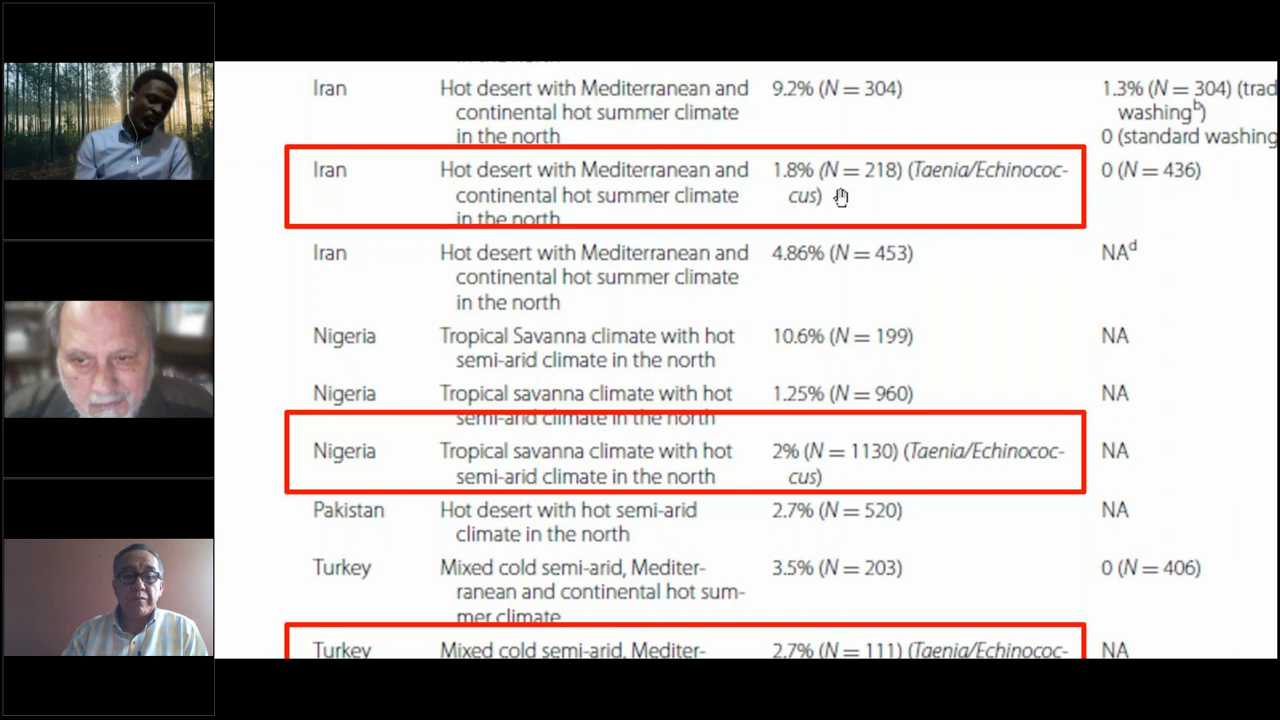 Iran Hot desert with Mediterranean and 9.2% (N = 304) 1.3% (N = 304) (trad
continental hot summer climate washingᵇ)
in the north 0 (standard washing
Iran Hot desert with Mediterranean and 1.8% (N = 218) (Taenia/Echinococ- 0 (N = 436)
continental hot summer climate cus)
in the north
Iran Hot desert with Mediterranean and 4.86% (N = 453) NAᵈ
continental hot summer climate
in the north
Nigeria Tropical Savanna climate with hot 10.6% (N = 199) NA
semi-arid climate in the north
Nigeria Tropical savanna climate with hot 1.25% (N = 960) NA
semi-arid climate in the north
Nigeria Tropical savanna climate with hot 2% (N = 1130) (Taenia/Echinococ- NA
semi-arid climate in the north cus)
Pakistan Hot desert with hot semi-arid 2.7% (N = 520) NA
climate in the north
Turkey Mixed cold semi-arid, Mediter- 3.5% (N = 203) 0 (N = 406)
ranean and continental hot sum-
mer climate
Turkey Mixed cold semi-arid, Mediter- 2.7% (N = 111) (Taenia/Echinococ- NA